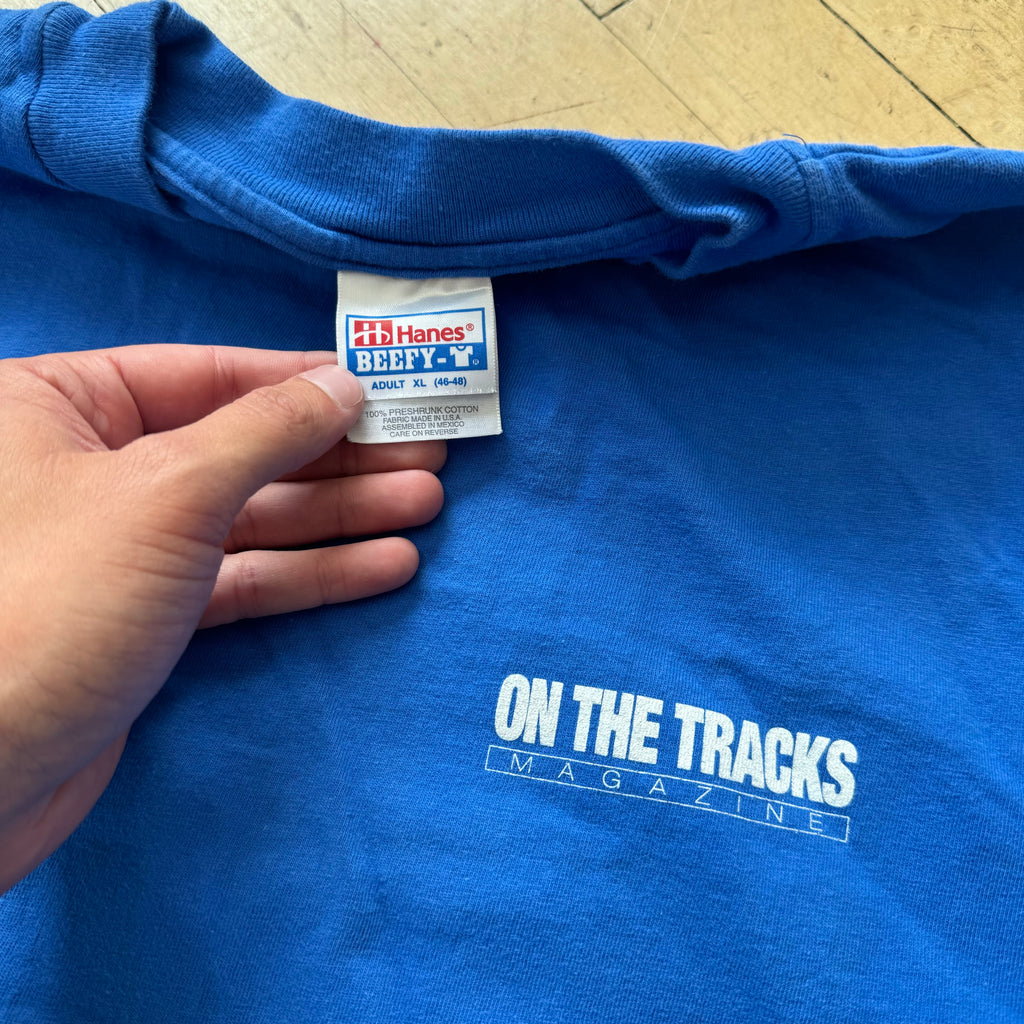 Hanes®
BEEFY-T®
ADULT XL (46-48)
100% PRESHRUNK COTTON
FABRIC MADE IN U.S.A.
ASSEMBLED IN MEXICO
CARE ON REVERSE
ON THE TRACKS
MAGAZINE